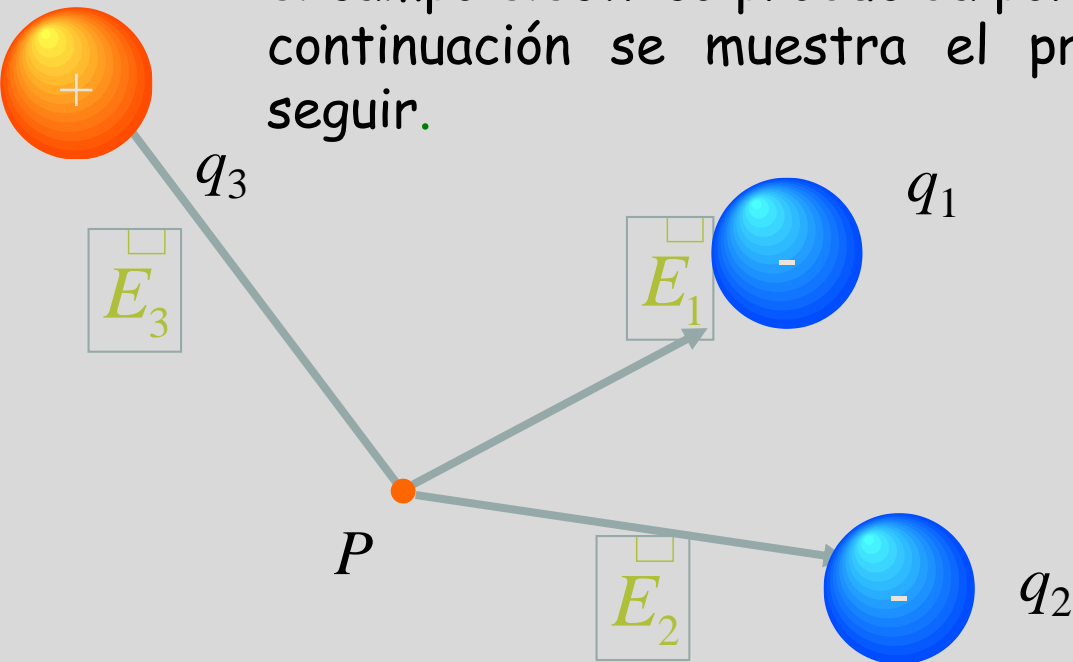 continuación se muestra el
seguir.
+
q3
q1
-
E3
E1
P
E2
-
q2